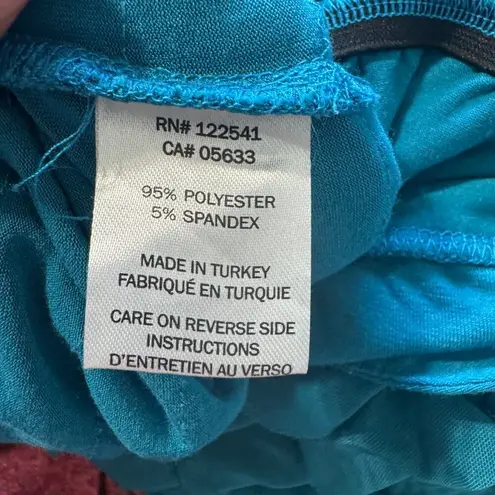 RN# 122541
CA# 05633
95% POLYESTER
5% SPANDEX
MADE IN TURKEY
FABRIQUÉ EN TURQUIE
CARE ON REVERSE SIDE
INSTRUCTIONS
D'ENTRETIEN AU VERSO